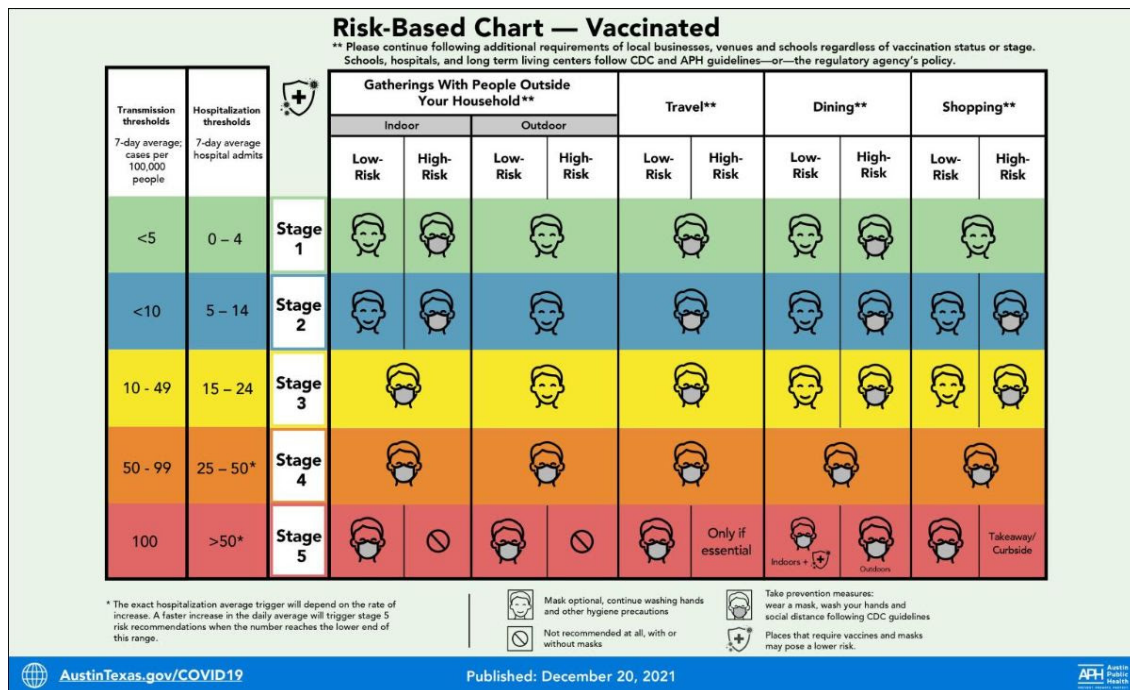 Risk-Based Chart — Vaccinated
** Please continue following additional requirements of local businesses, venues and schools regardless of vaccination status or stage.
Schools, hospitals, and long term living centers follow CDC and APH guidelines—or—the regulatory agency's policy.
Transmission
thresholds
7-day average;
cases per
100,000
people
Hospitalization
thresholds
7-day average
hospital admits
Gatherings With People Outside
Your Household**
Indoor
Outdoor
Travel**
Dining**
Shopping**
Low-
Risk
High-
Risk
Low-
Risk
High-
Risk
Low-
Risk
High-
Risk
Low-
Risk
High-
Risk
Low-
Risk
High-
Risk
<5
0 – 4
Stage
1
<10
5 – 14
Stage
2
10 - 49
15 – 24
Stage
3
50 - 99
25 – 50*
Stage
4
100
>50*
Stage
5
Only if
essential
Indoors +
Outdoors
Takeaway/
Curbside
* The exact hospitalization average trigger will depend on the rate of
increase. A faster increase in the daily average will trigger stage 5
risk recommendations when the number reaches the lower end of
this range.
Mask optional, continue washing hands
and other hygiene precautions
Not recommended at all, with or
without masks
Take prevention measures:
wear a mask, wash your hands and
social distance following CDC guidelines
Places that require vaccines and masks
may pose a lower risk.
AustinTexas.gov/COVID19
Published: December 20, 2021
APH
Austin
Public
Health